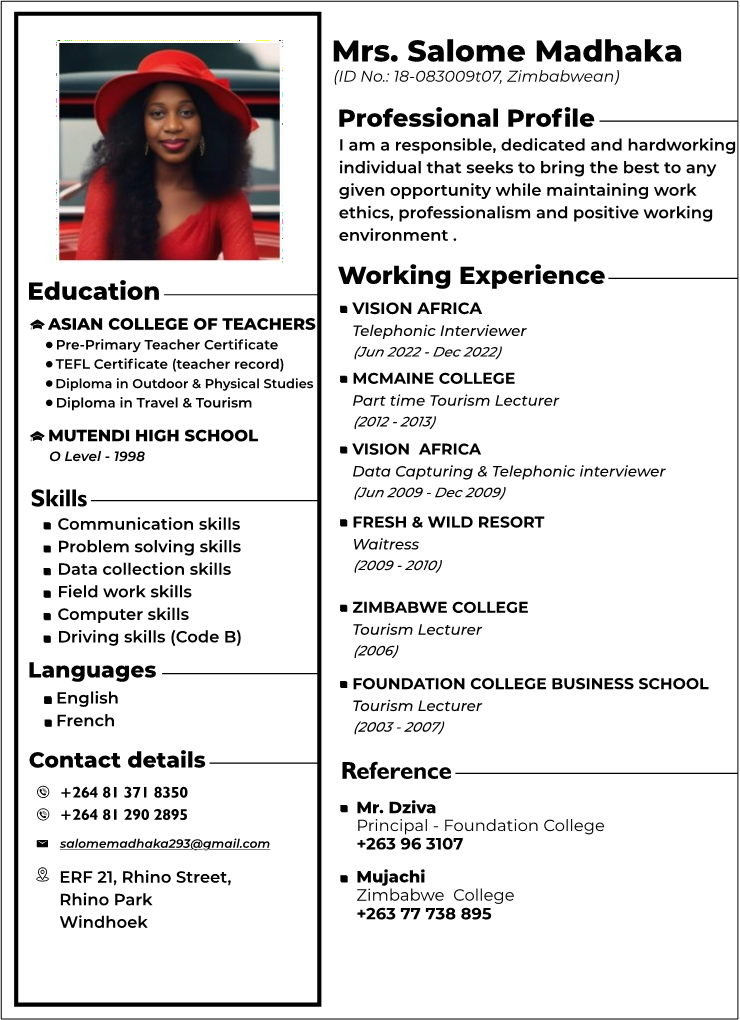 Mrs. Salome Madhaka
(ID No.: 18-083009t07, Zimbabwean)
Professional Profile
I am a responsible, dedicated and hardworking
individual that seeks to bring the best to any
given opportunity while maintaining work
ethics, professionalism and positive working
environment .
Education
ASIAN COLLEGE OF TEACHERS
Pre-Primary Teacher Certificate
TEFL Certificate (teacher record)
Diploma in Outdoor & Physical Studies
Diploma in Travel & Tourism
MUTENDI HIGH SCHOOL
O Level - 1998
Skills
Communication skills
Problem solving skills
Data collection skills
Field work skills
Computer skills
Driving skills (Code B)
Languages
English
French
Contact details
+264 81 371 8350
+264 81 290 2895
salomemadhaka293@gmail.com
ERF 21, Rhino Street,
Rhino Park
Windhoek
Working Experience
VISION AFRICA
Telephonic Interviewer
(Jun 2022 - Dec 2022)
MCMAINE COLLEGE
Part time Tourism Lecturer
(2012 - 2013)
VISION  AFRICA
Data Capturing & Telephonic interviewer
(Jun 2009 - Dec 2009)
FRESH & WILD RESORT
Waitress
(2009 - 2010)
ZIMBABWE COLLEGE
Tourism Lecturer
(2006)
FOUNDATION COLLEGE BUSINESS SCHOOL
Tourism Lecturer
(2003 - 2007)
Reference
Mr. Dziva
Principal - Foundation College
+263 96 3107
Mujachi
Zimbabwe  College
+263 77 738 895